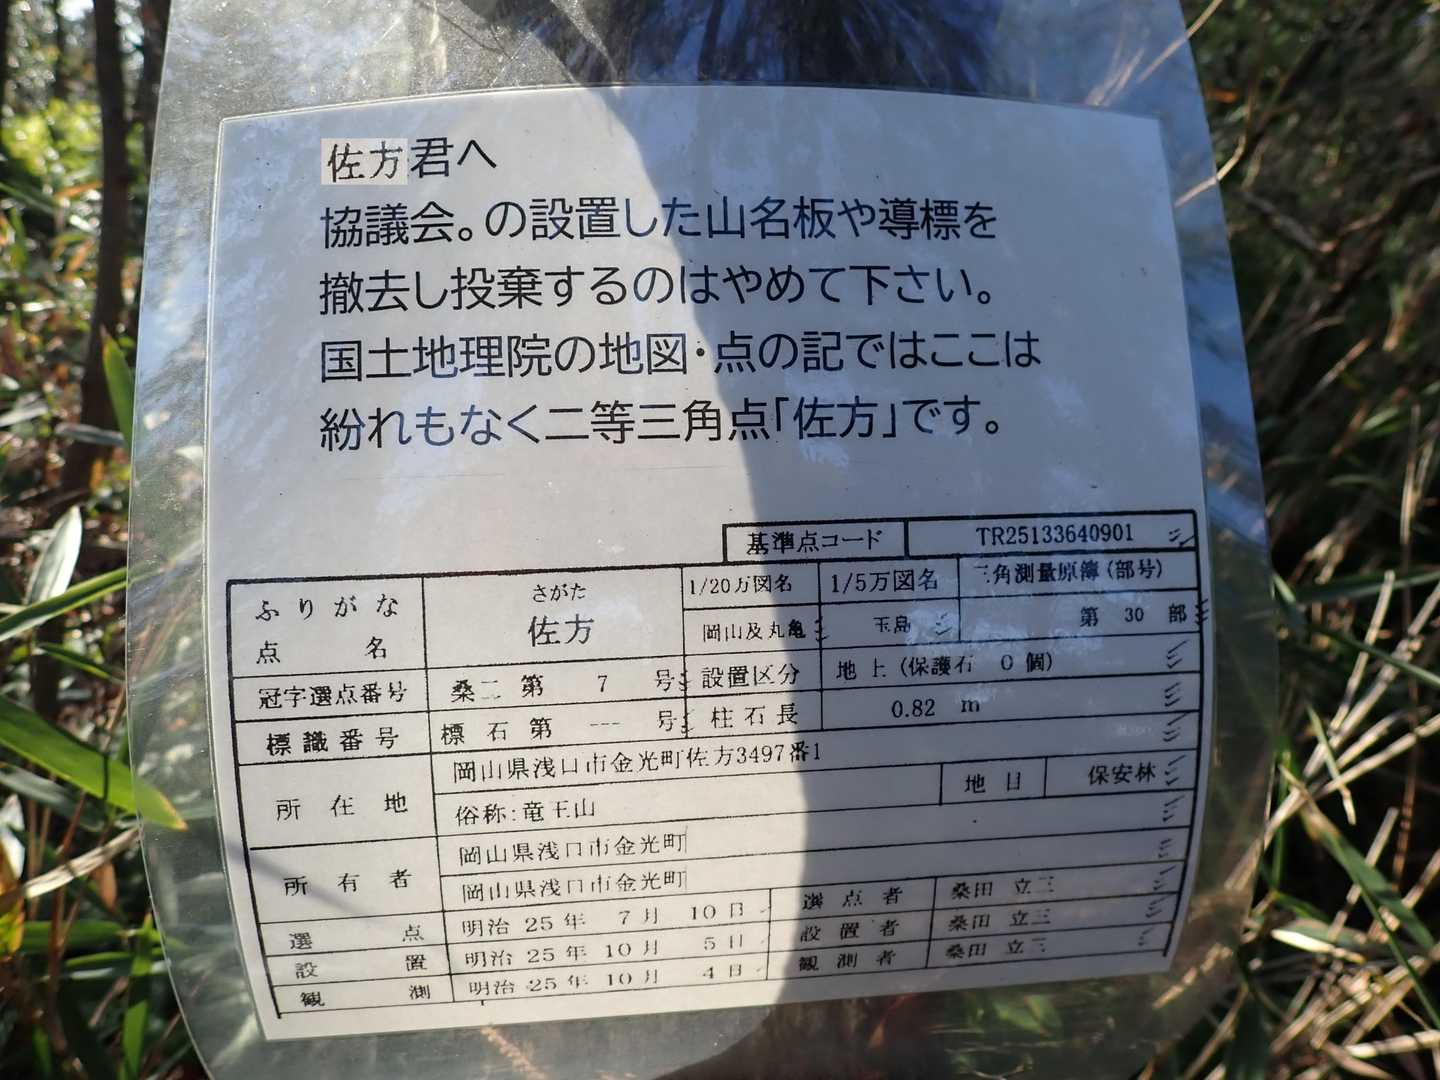 佐方君へ
協議会。の設置した山名板や導標を
撤去し投棄するのはやめて下さい。
国土地理院の地図・点の記ではここは
紛れもなく二等三角点「佐方」です。
基準点コード TR25133640901
ふりがな さがた 1/20万図名 1/5万図名 三角測量原簿(部号)
点名 佐方 岡山及丸亀 玉島 第 30 部
冠字選点番号 桑二 第 7 号 設置区分 地上(保護石 0個)
標識番号 標石第 --- 号 柱石長 0.82 m
所在地 岡山県浅口市金光町佐方3497番1
俗称:竜王山 地目 保安林
所有者 岡山県浅口市金光町
岡山県浅口市金光町
選点 明治 25年 7月 10日 選点者 桑田 立三
設置 明治 25年 10月 5日 設置者 桑田 立三
観測 明治 25年 10月 4日 観測者 桑田 立三